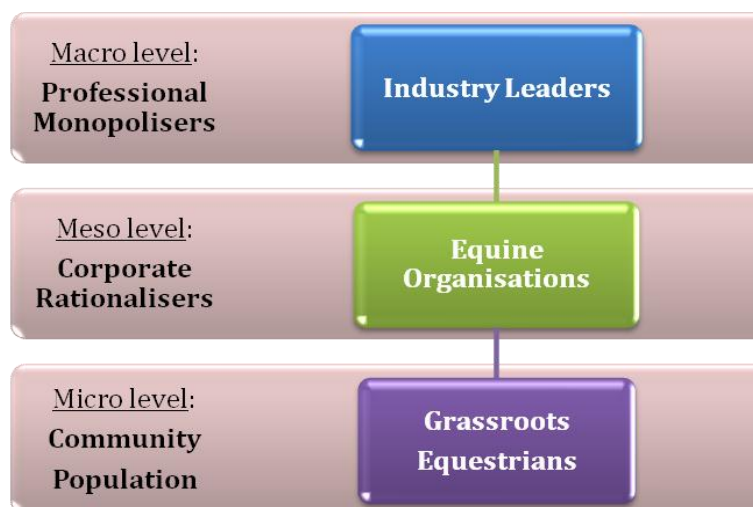 Macro level:
Professional
Monopolisers
Industry Leaders
Meso level:
Corporate
Rationalisers
Equine
Organisations
Micro level:
Community
Population
Grassroots
Equestrians